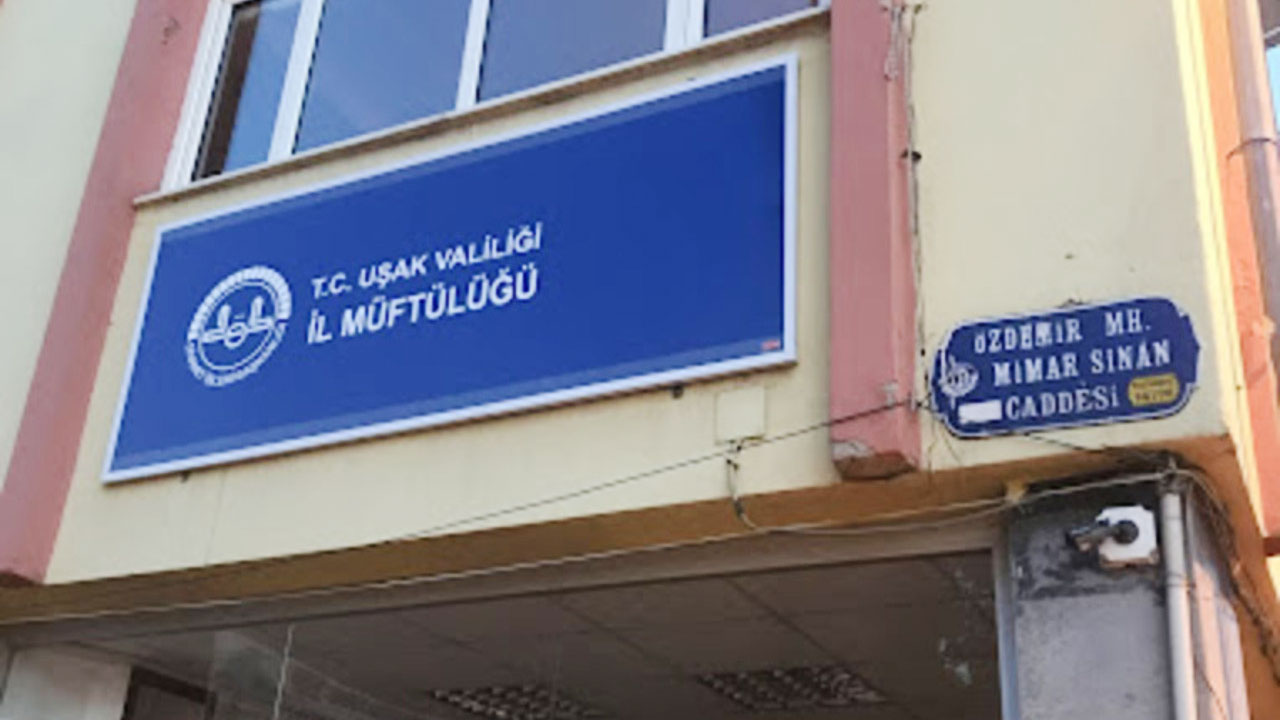 T.C. UŞAK VALİLİĞİ
İL MÜFTÜLÜĞÜ
ÖZDEMİR MH.
MİMAR SİNAN
CADDESİ